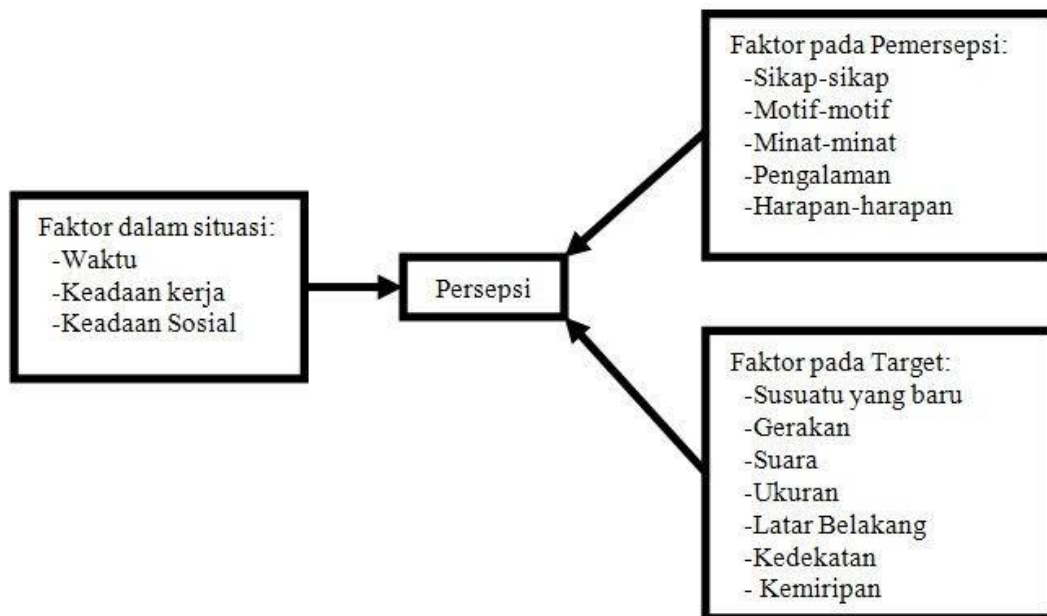 Faktor pada Pemersepsi:
-Sikap-sikap
-Motif-motif
-Minat-minat
-Pengalaman
-Harapan-harapan
Faktor dalam situasi:
-Waktu
-Keadaan kerja
-Keadaan Sosial
Persepsi
Faktor pada Target:
-Susuatu yang baru
-Gerakan
-Suara
-Ukuran
-Latar Belakang
-Kedekatan
- Kemiripan